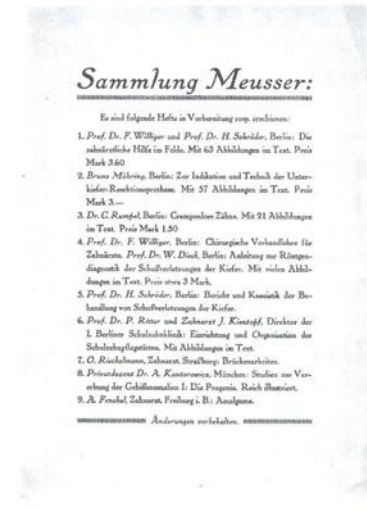 Sammlung Meusser:
Es sind folgende Hefte in Vorbereitung resp. erschienen:
1. Prof. Dr. F. Williger und Prof. Dr. H. Schröder, Berlin: Die
zahnärztliche Hilfe im Felde. Mit 63 Abbildungen im Text. Preis
Mark 3.60
2. Bruno Möhring, Berlin: Zur Indikation und Technik der Unter-
kiefer-Resektionsprothese. Mit 57 Abbildungen im Text. Preis
Mark 3.—
3. Dr. C. Rumpel, Berlin: Cramponlose Zähne. Mit 21 Abbildungen
im Text. Preis Mark 1.50
4. Prof. Dr. F. Williger, Berlin: Chirurgische Verbandlehre für
Zahnärzte. Prof. Dr. W. Dieck, Berlin: Anleitung zur Röntgen-
diagnostik der Schußverletzungen der Kiefer. Mit vielen Abbil-
dungen im Text. Preis etwa 3 Mark.
5. Prof. Dr. H. Schröder, Berlin: Bericht und Kasuistik der Be-
handlung von Schußverletzungen der Kiefer.
6. Prof. Dr. P. Ritter und Zahnarzt J. Kientopf, Direktor der
I. Berliner Schulzahnklinik: Einrichtung und Organisation der
Schulzahnpflegestätten. Mit Abbildungen im Text.
7. O. Riechelmann, Zahnarzt, Straßburg: Brückenarbeiten.
8. Privatdozent Dr. A. Kantorowicz, München: Studien zur Ver-
erbung der Gebißanomalien I: Die Progenie. Reich illustriert.
9. A. Fenchel, Zahnarzt, Freiburg i. B.: Amalgame.
Änderungen vorbehalten.